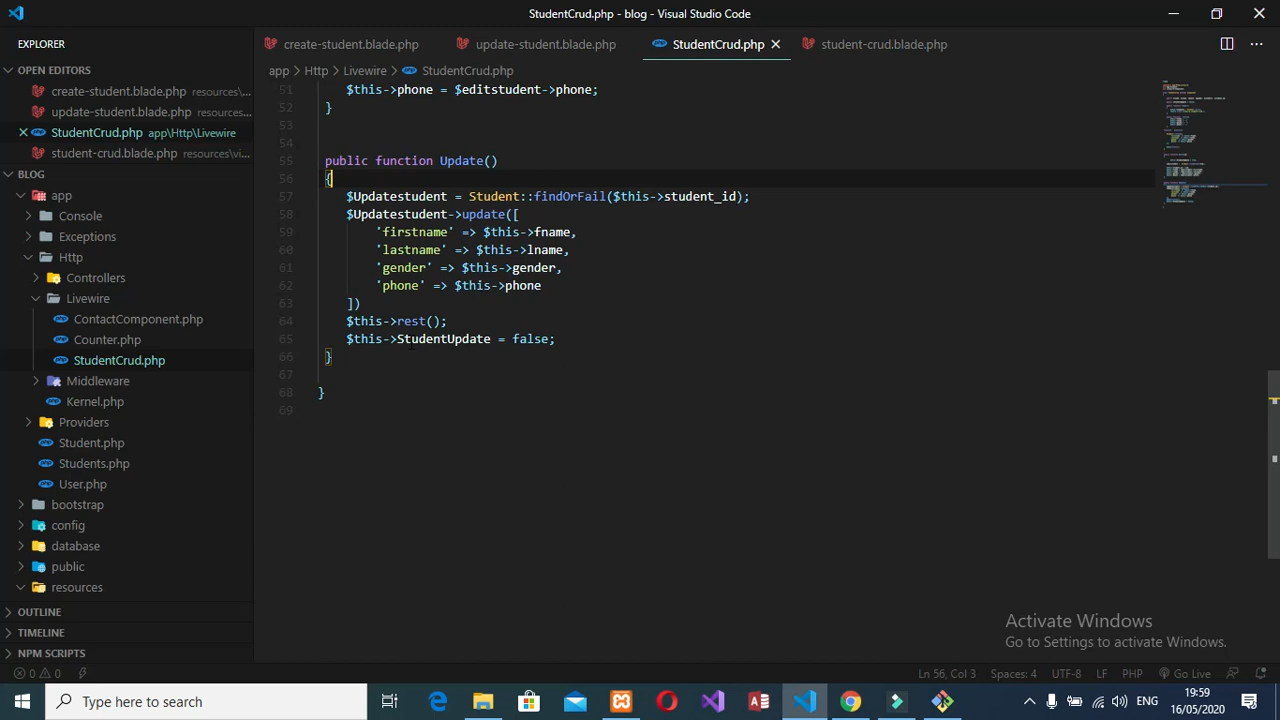 StudentCrud.php - blog - Visual Studio Code
EXPLORER
OPEN EDITORS
create-student.blade.php resources\...
update-student.blade.php resources...
StudentCrud.php app\Http\Livewire
student-crud.blade.php resources\vi...
BLOG
app
Console
Exceptions
Http
Controllers
Livewire
ContactComponent.php
Counter.php
StudentCrud.php
Middleware
Kernel.php
Providers
Student.php
Students.php
User.php
bootstrap
config
database
public
resources
OUTLINE
TIMELINE
NPM SCRIPTS
create-student.blade.php update-student.blade.php StudentCrud.php student-crud.blade.php
app > Http > Livewire > StudentCrud.php
51 $this->phone = $editstudent->phone;
52 }
53
54
55 public function Update()
56 {
57 $Updatestudent = Student::findOrFail($this->student_id);
58 $Updatestudent->update([
59 'firstname' => $this->fname,
60 'lastname' => $this->lname,
61 'gender' => $this->gender,
62 'phone' => $this->phone
63 ])
64 $this->rest();
65 $this->StudentUpdate = false;
66 }
67
68 }
69
Activate Windows
Go to Settings to activate Windows.
0 0 Ln 56, Col 3 Spaces: 4 UTF-8 LF PHP Go Live
Type here to search
ENG
19:59
16/05/2020